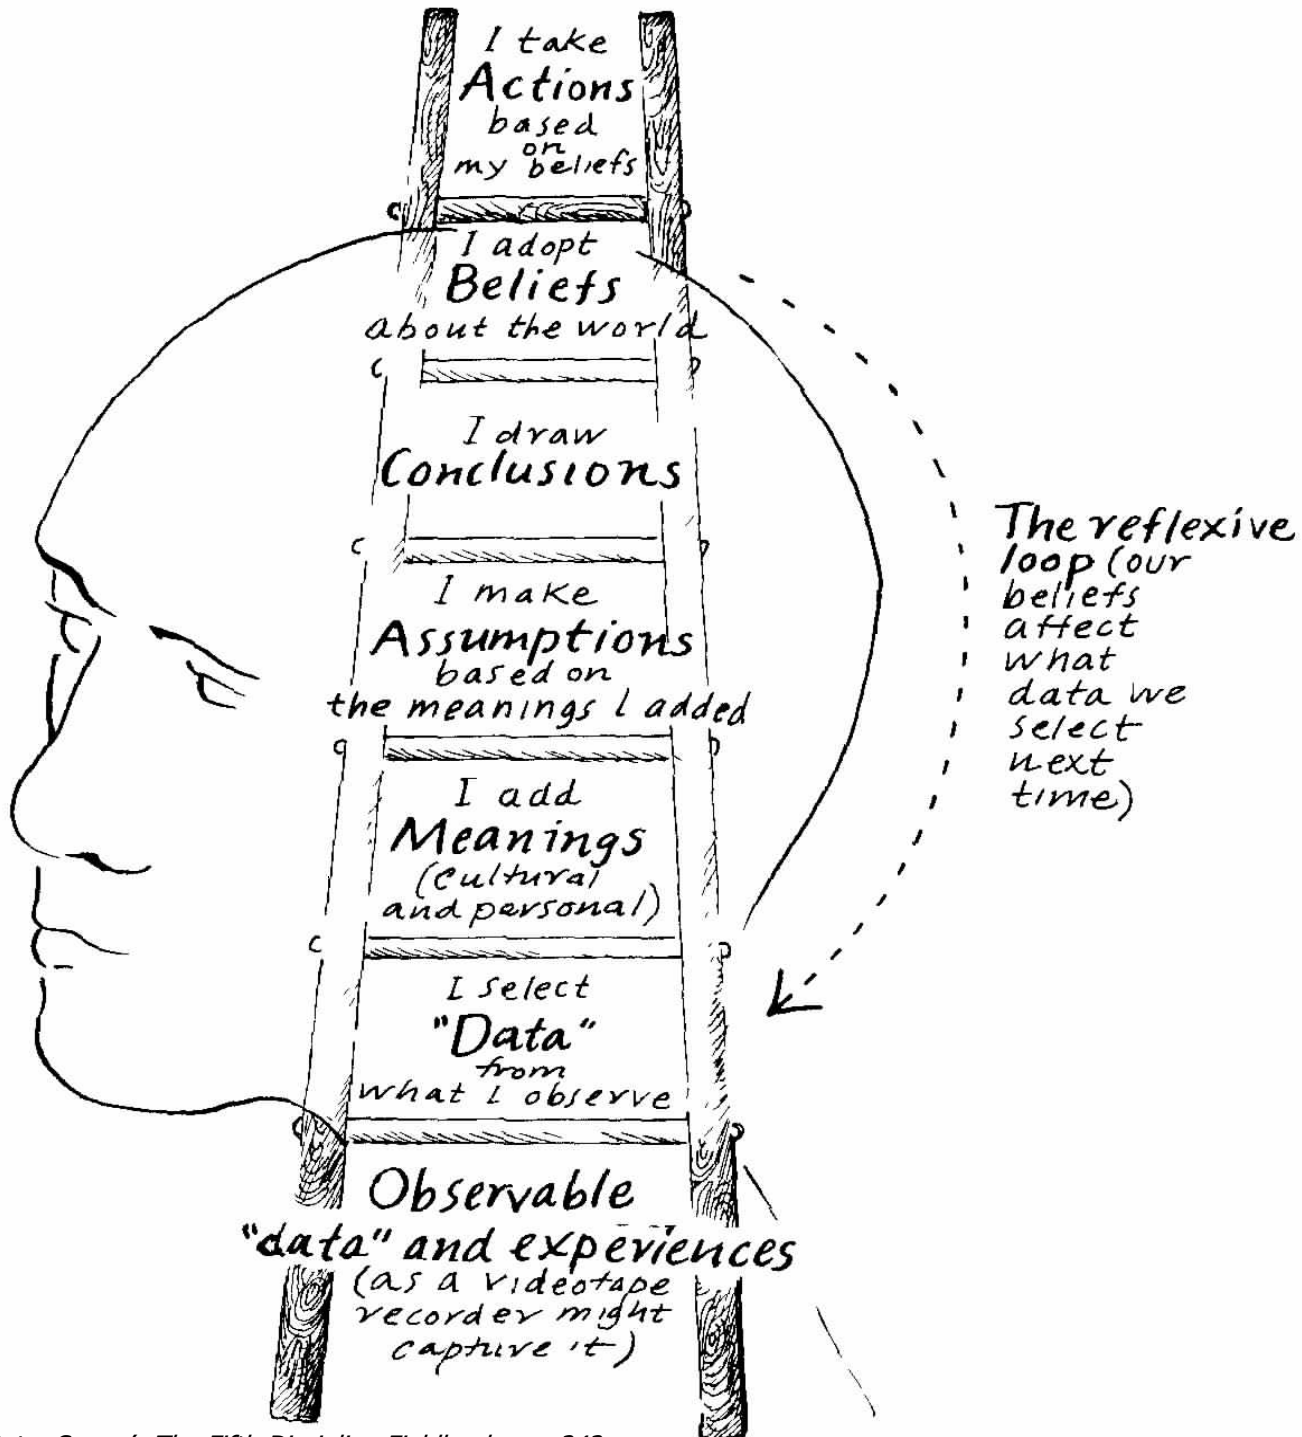 I take
Actions
based
on
my beliefs
I adopt
Beliefs
about the world
I draw
Conclusions
I make
Assumptions
based on
the meanings I added
I add
Meanings
(cultural
and personal)
I select
"Data"
from
what I observe
Observable
"data" and experiences
(as a videotape
recorder might
capture it)
The reflexive
loop (our
beliefs
affect
what
data we
select
next
time)